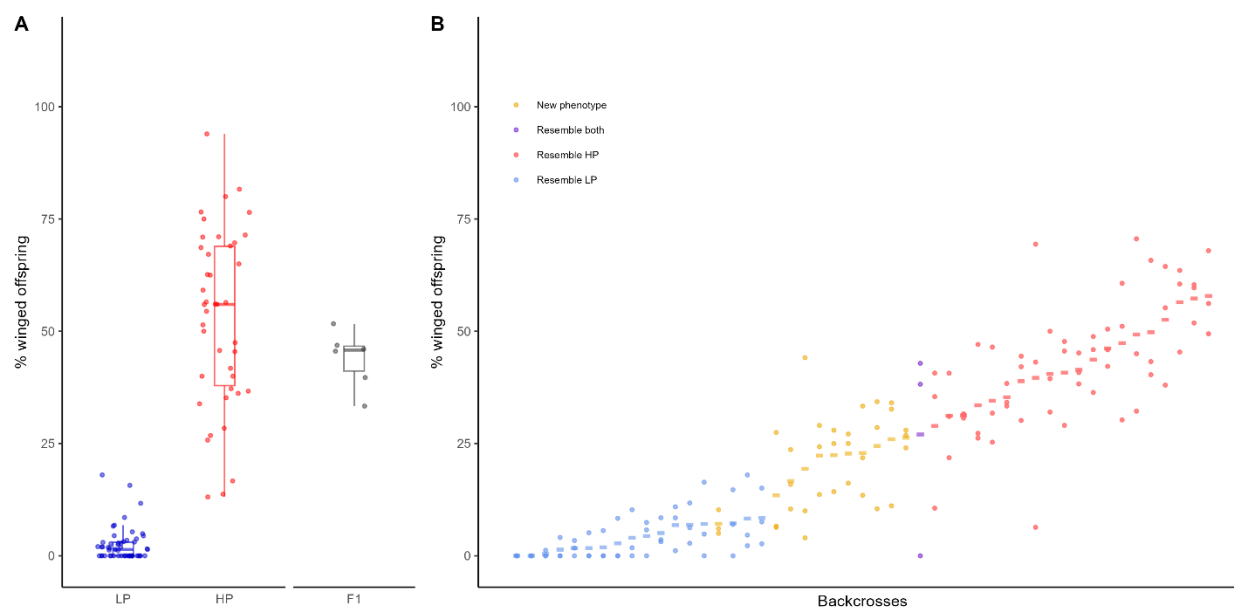 A
% winged offspring
100
75
50
25
0
LP
HP
F1
B
% winged offspring
100
75
50
25
0
New phenotype
Resemble both
Resemble HP
Resemble LP
Backcrosses